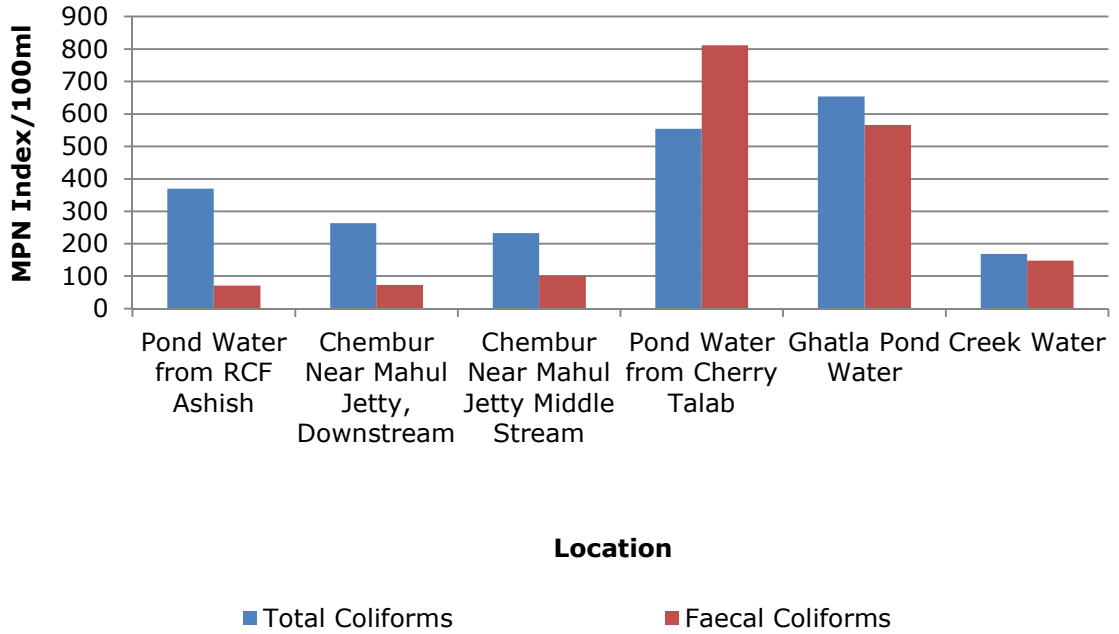 MPN Index/100ml
900
800
700
600
500
400
300
200
100
0
Pond Water
from RCF
Ashish
Chembur
Near Mahul
Jetty,
Downstream
Chembur
Near Mahul
Jetty Middle
Stream
Pond Water
from Cherry
Talab
Ghatla Pond
Water
Creek Water
Location
Total Coliforms
Faecal Coliforms